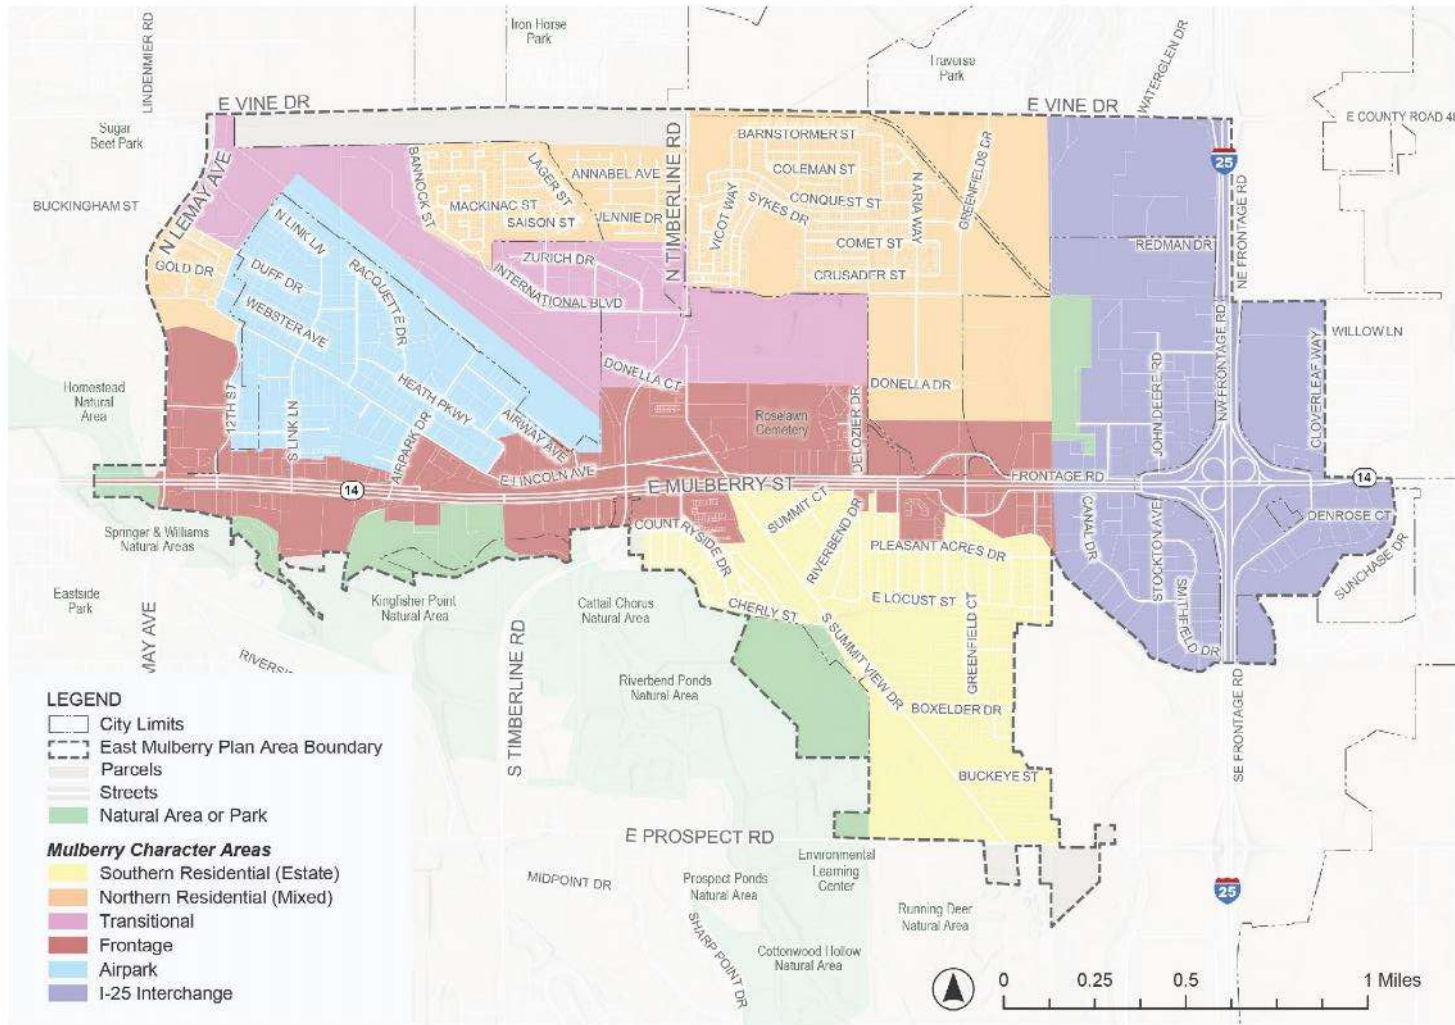 LINDENMIER RD
Iron Horse
Park
Traverse
Park
WATERGLEN DR
E VINE DR
E VINE DR
E COUNTY ROAD 48
Sugar
Beet Park
N LEMAY AVE
BANNOCK ST
LAGER ST
ANNABEL AVE
N TIMBERLINE RD
BARNSTORMER ST
COLEMAN ST
GREENFIELDS DR
25
NE FRONTAGE RD
BUCKINGHAM ST
MACKINAC ST
SAISON ST
JENNIE DR
VICOT WAY
SYKES DR
CONQUEST ST
N ARIA WAY
N LINK LN
COMET ST
REDMAN DR
GOLD DR
DUFF DR
RACQUETTE DR
ZURICH DR
INTERNATIONAL BLVD
CRUSADER ST
WEBSTER AVE
NW FRONTAGE RD
CLOVERLEAF WAY
WILLOW LN
Homestead
Natural
Area
12TH ST
S LINK LN
HEATH PKWY
AIRPARK DR
AIRWAY AVE
DONELLA CT
Roselawn
Cemetery
DELOZIER DR
DONELLA DR
JOHN DEERE RD
E LINCOLN AVE
14
E MULBERRY ST
FRONTAGE RD
14
Springer & Williams
Natural Areas
COUNTRYSIDE DR
SUMMIT CT
RIVERBEND DR
PLEASANT ACRES DR
CANAL DR
STOCKTON AVE
DENROSE CT
SUNCHASE DR
Eastside
Park
Kingfisher Point
Natural Area
Cattail Chorus
Natural Area
CHERLY ST
E LOCUST ST
GREENFIELD CT
SMITHFIELD DR
MAY AVE
RIVERSI
S TIMBERLINE RD
Riverbend Ponds
Natural Area
S SUMMIT VIEW DR
BOXELDER DR
SE FRONTAGE RD
BUCKEYE ST
E PROSPECT RD
MIDPOINT DR
Prospect Ponds
Natural Area
Environmental
Learning
Center
25
SHARP POINT DR
Running Deer
Natural Area
Cottonwood Hollow
Natural Area
LEGEND
City Limits
East Mulberry Plan Area Boundary
Parcels
Streets
Natural Area or Park
Mulberry Character Areas
Southern Residential (Estate)
Northern Residential (Mixed)
Transitional
Frontage
Airpark
I-25 Interchange
0 0.25 0.5 1 Miles